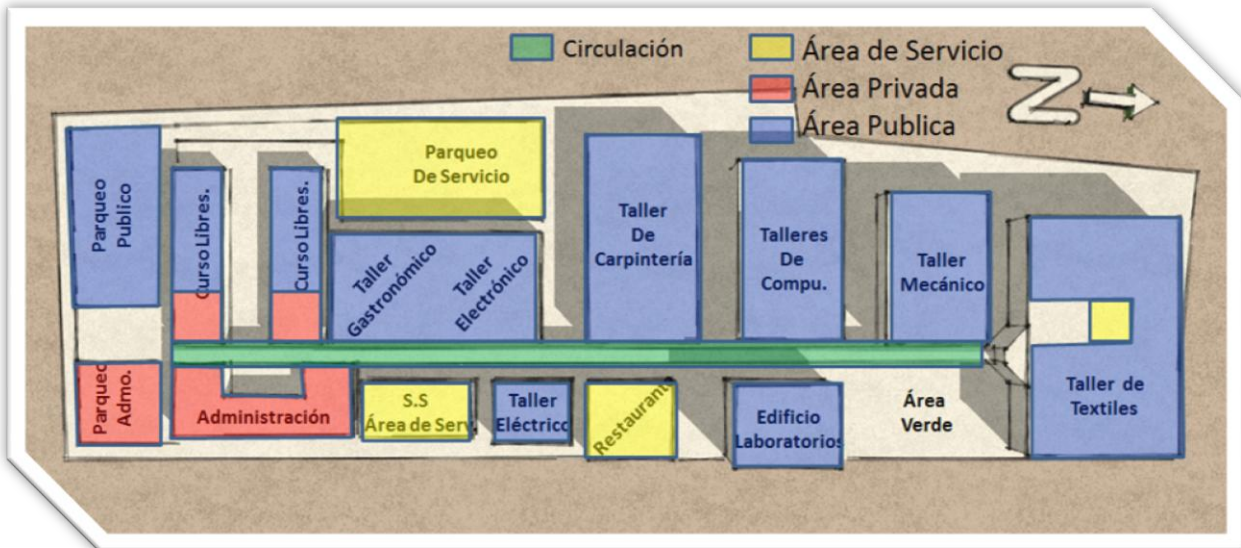 Circulación
Área de Servicio
Área Privada
Área Publica
N
Parqueo
Publico
Curso Libres.
Curso Libres.
Parqueo
De Servicio
Taller
Gastronómico
Taller
Electrónico
Taller
De
Carpintería
Talleres
De
Compu.
Taller
Mecánico
Taller de
Textiles
Parqueo
Admo.
Administración
S.S
Área de Serv.
Taller
Eléctrico
Restaurante
Edificio
Laboratorios
Área
Verde